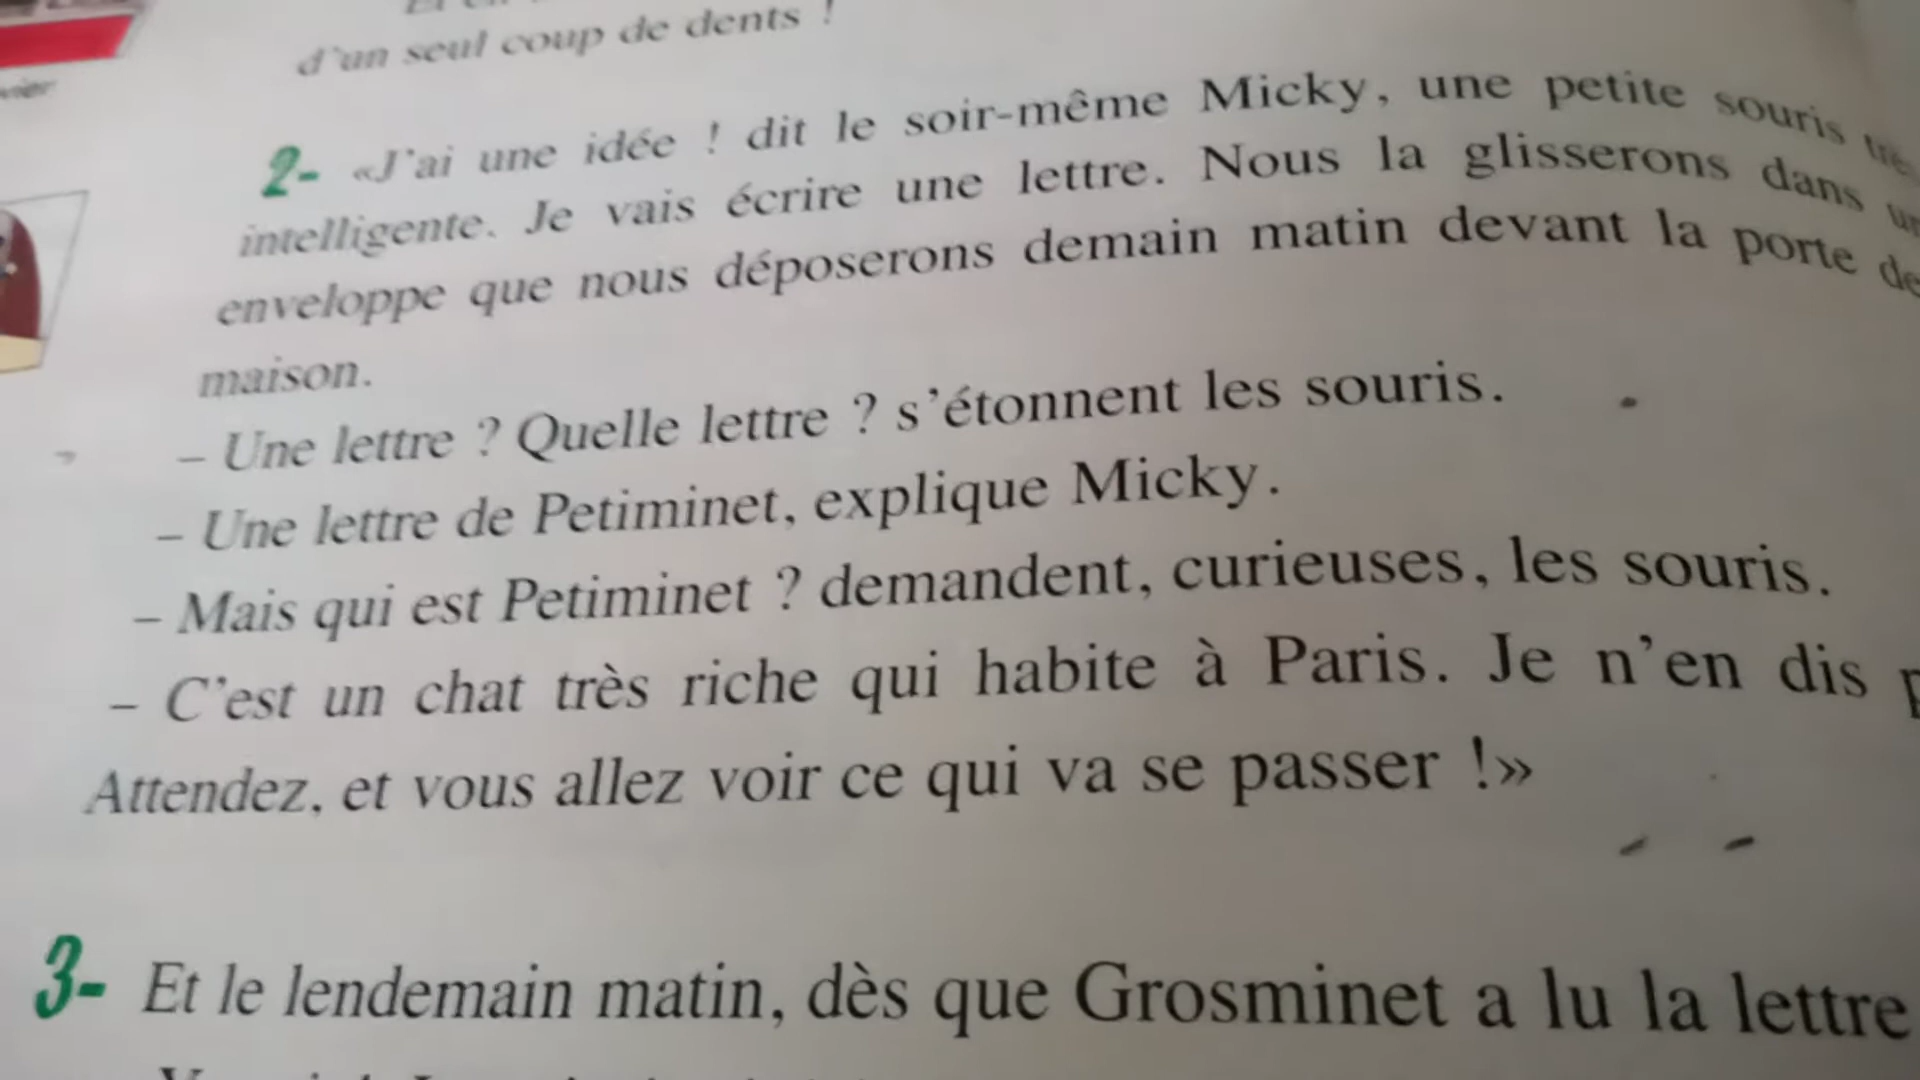 d'un seul coup de dents !
2- «J'ai une idée ! dit le soir-même Micky, une petite souris très
intelligente. Je vais écrire une lettre. Nous la glisserons dans
enveloppe que nous déposerons demain matin devant la porte de
maison.
– Une lettre ? Quelle lettre ? s'étonnent les souris.
– Une lettre de Petiminet, explique Micky.
– Mais qui est Petiminet ? demandent, curieuses, les souris.
– C'est un chat très riche qui habite à Paris. Je n'en dis
Attendez, et vous allez voir ce qui va se passer !»
3- Et le lendemain matin, dès que Grosminet a lu la lettre